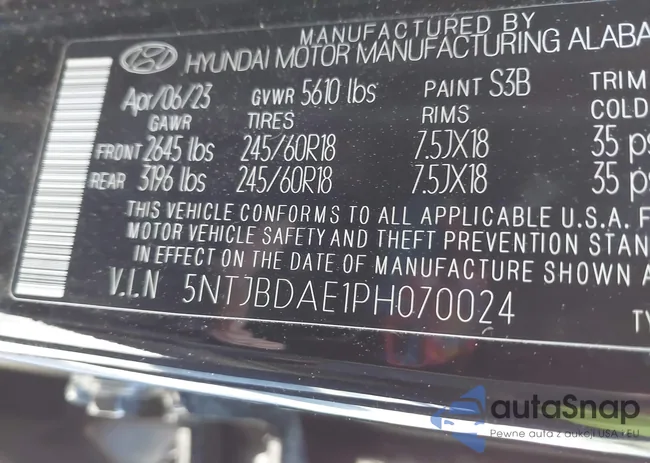 MANUFACTURED BY
HYUNDAI MOTOR MANUFACTURING ALABA
Apr/06/23 GVWR 5610 lbs PAINT S3B TRIM
GAWR TIRES RIMS COLD
FRONT 2645 lbs 245/60R18 7.5JX18 35 ps
REAR 3196 lbs 245/60R18 7.5JX18 35 ps
THIS VEHICLE CONFORMS TO ALL APPLICABLE U.S.A. F
MOTOR VEHICLE SAFETY AND THEFT PREVENTION STAN
IN EFFECT ON THE DATE OF MANUFACTURE SHOWN A
V.I.N 5NTJBDAE1PH070024 TY
autaSnap
Pewne auta z aukcji USA i EU